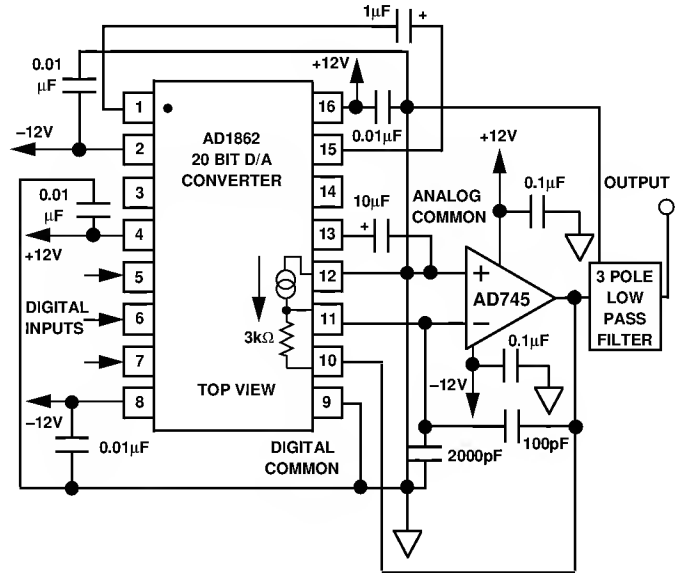 1µF
+
0.01
µF
+12V
1
16
0.01µF
–12V
2
AD1862
20 BIT D/A
CONVERTER
15
+12V
3
14
0.01
µF
ANALOG
COMMON
0.1µF
OUTPUT
10µF
+
4
13
+12V
5
12
+
–
AD745
3 POLE
LOW
PASS
FILTER
DIGITAL
INPUTS
6
11
3kΩ
7
10
0.1µF
–12V
TOP VIEW
8
9
–12V
0.01µF
DIGITAL
COMMON
2000pF
100pF